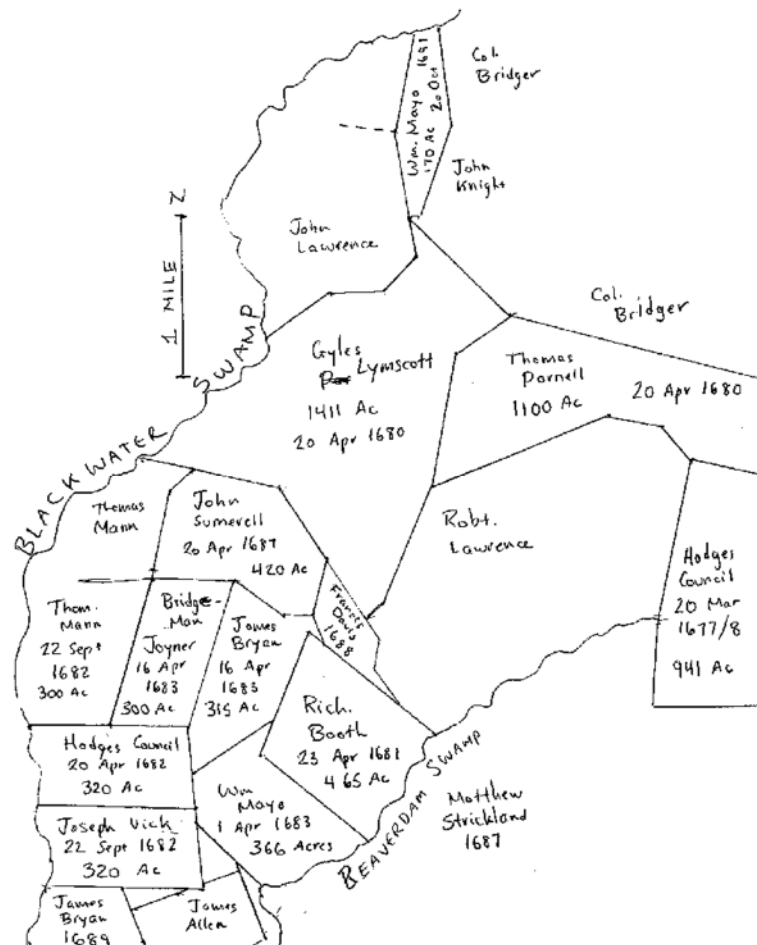 Col.
Bridger
Wm. Mayo 1681
170 Ac 20 Oct
John
Knight
N
1 MILE
John
Lawrence
Col.
Bridger
Gyles
Lymscott
1411 Ac
20 Apr 1680
Thomas
Parnell
1100 Ac
20 Apr 1680
BLACKWATER SWAMP
Thomas
Mann
John
Sumerell
20 Apr 1687
420 Ac
Robt.
Lawrence
Hodges
Council
20 Mar
1677/8
941 Ac
Thom.
Mann
22 Sept
1682
300 Ac
Bridge-
Man
Joyner
16 Apr
1683
300 Ac
James
Bryan
16 Apr
1683
315 Ac
Francis
Davis
1688
Rich.
Booth
23 Apr 1681
465 Ac
Hodges Council
20 Apr 1682
320 Ac
Wm
Mayo
1 Apr 1683
366 Acres
BEAVERDAM SWAMP
Matthew
Strickland
1687
Joseph Vick
22 Sept 1682
320 Ac
James
Bryan
1689
James
Allen